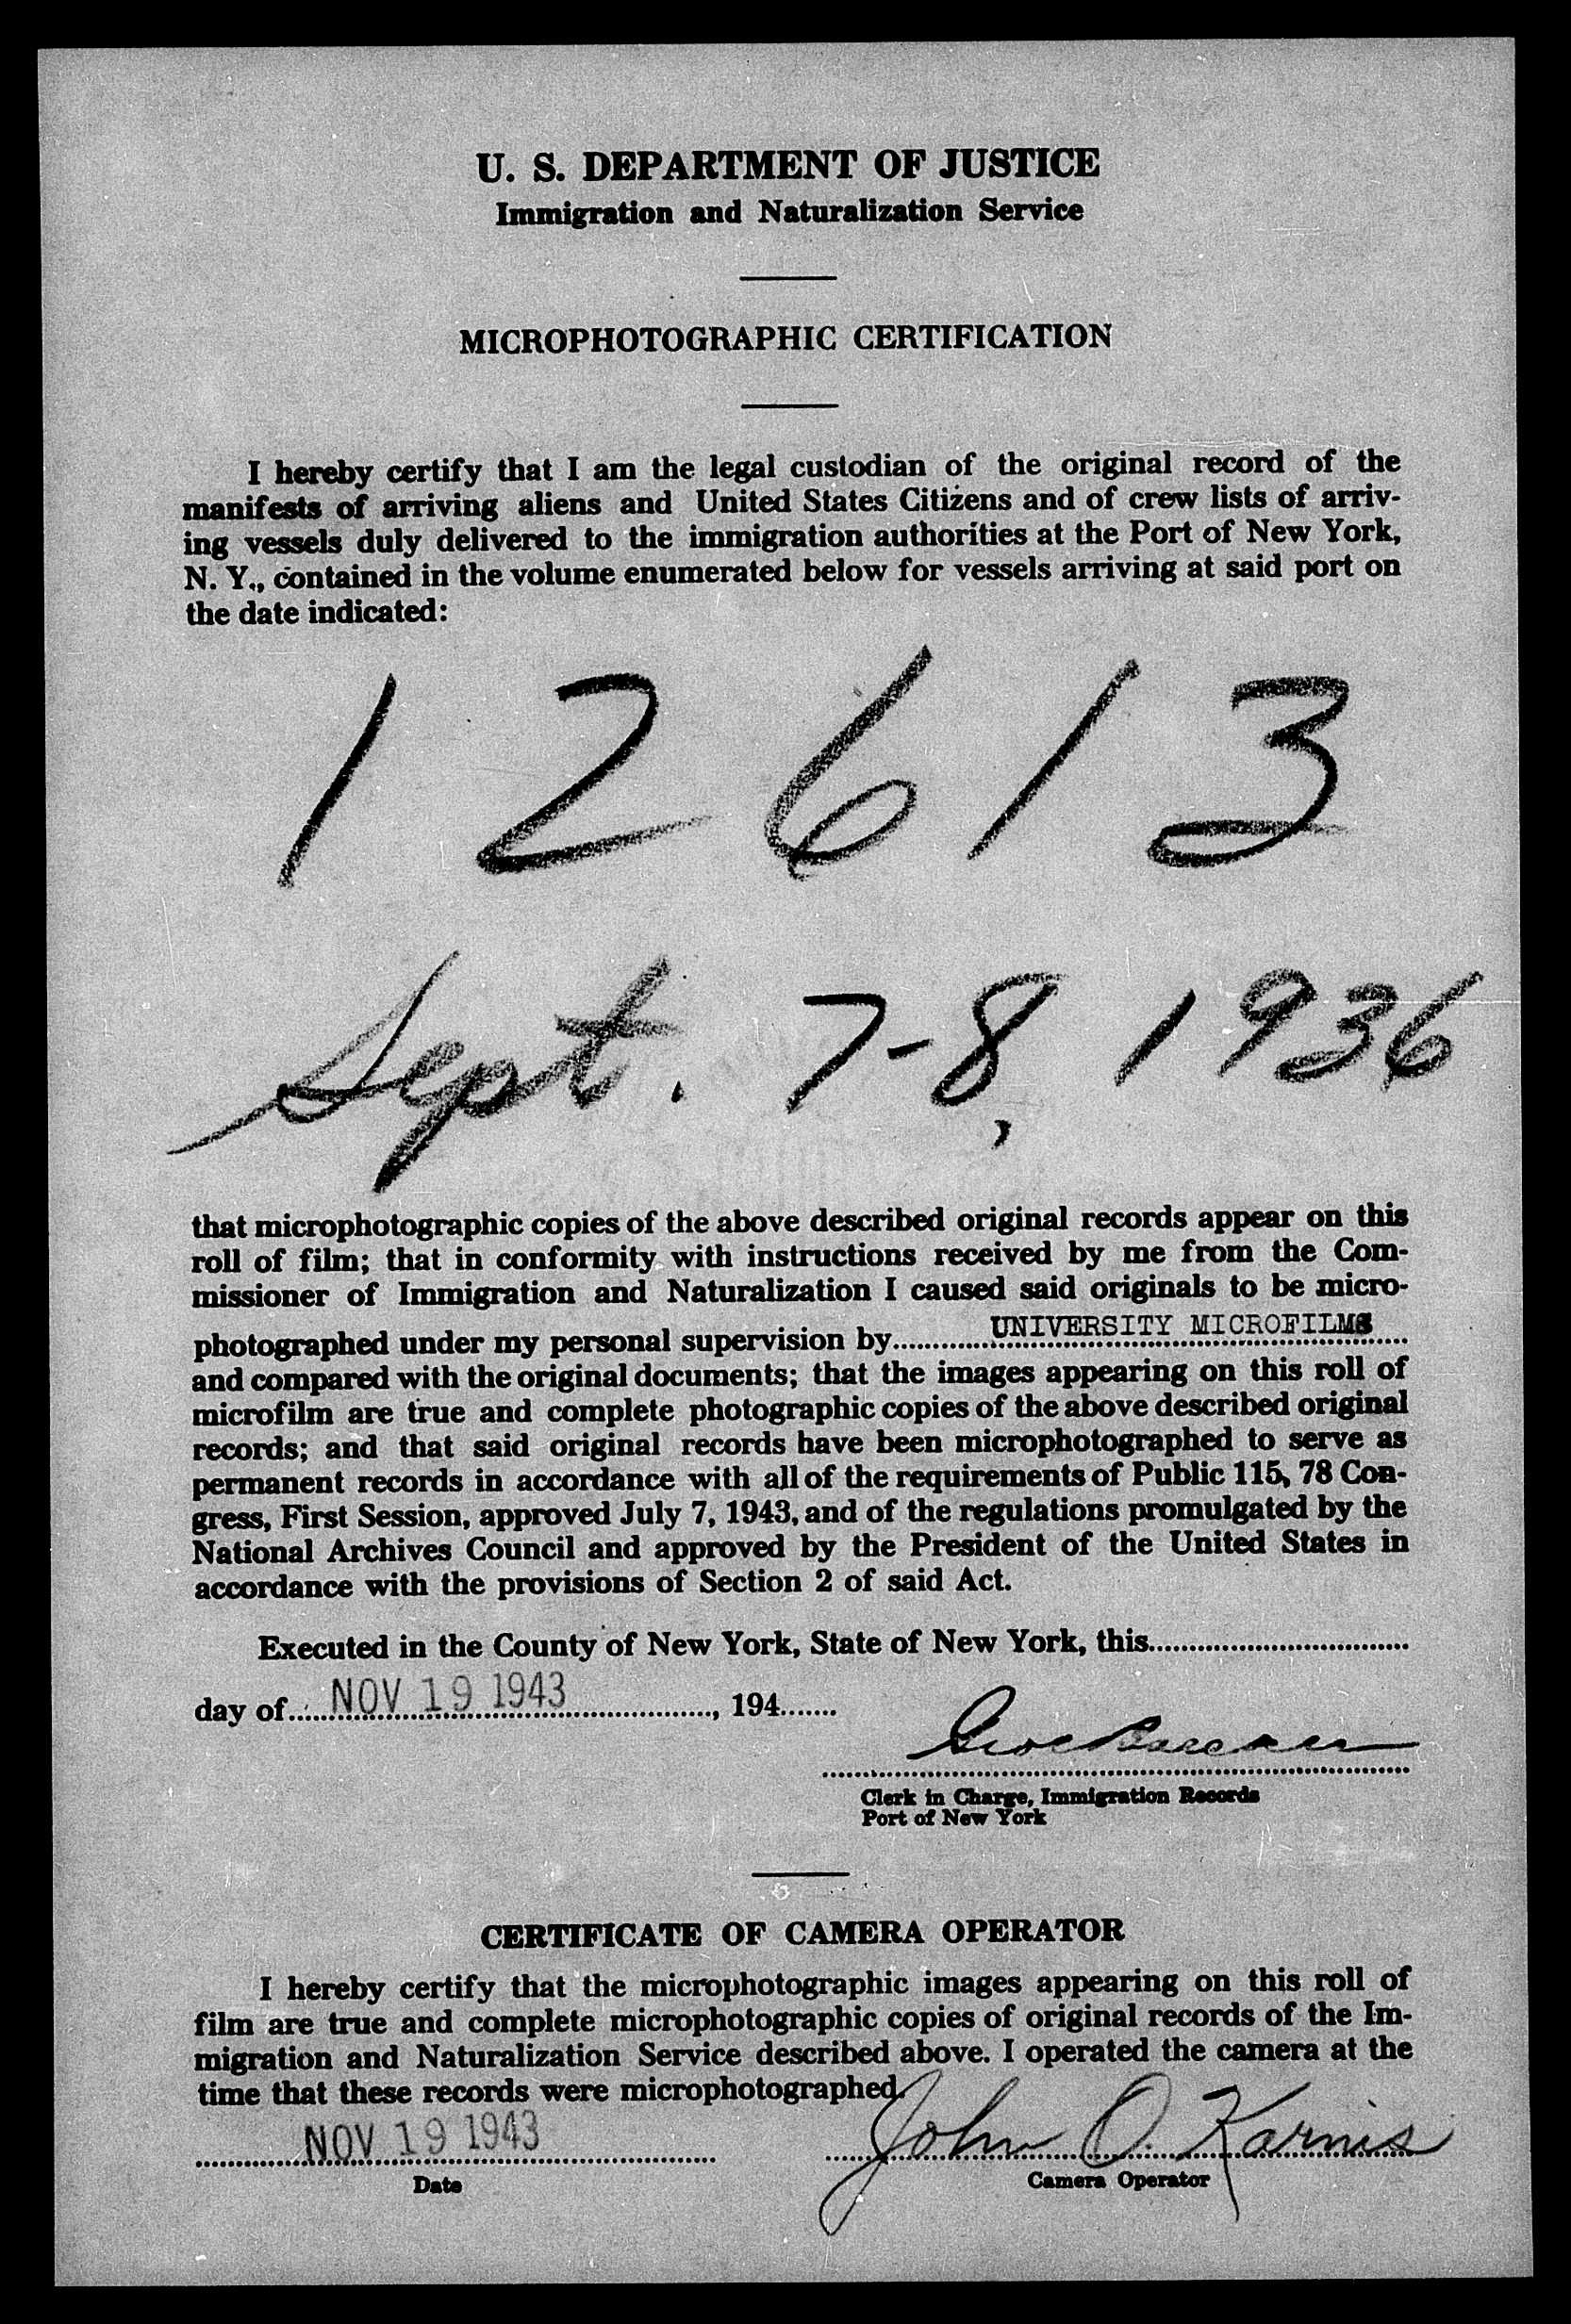 U. S. DEPARTMENT OF JUSTICE
Immigration and Naturalization Service
MICROPHOTOGRAPHIC CERTIFICATION
I hereby certify that I am the legal custodian of the original record of the
manifests of arriving aliens and United States Citizens and of crew lists of arriv-
ing vessels duly delivered to the immigration authorities at the Port of New York,
N. Y., contained in the volume enumerated below for vessels arriving at said port on
the date indicated:
1 2 6 1 3
Sept. 7-8, 1936
that microphotographic copies of the above described original records appear on this
roll of film; that in conformity with instructions received by me from the Com-
missioner of Immigration and Naturalization I caused said originals to be micro-
photographed under my personal supervision by UNIVERSITY MICROFILMS
and compared with the original documents; that the images appearing on this roll of
microfilm are true and complete photographic copies of the above described original
records; and that said original records have been microphotographed to serve as
permanent records in accordance with all of the requirements of Public 115, 78 Con-
gress, First Session, approved July 7, 1943, and of the regulations promulgated by the
National Archives Council and approved by the President of the United States in
accordance with the provisions of Section 2 of said Act.
Executed in the County of New York, State of New York, this
day of NOV 19 1943, 194
Clerk in Charge, Immigration Records
Port of New York
CERTIFICATE OF CAMERA OPERATOR
I hereby certify that the microphotographic images appearing on this roll of
film are true and complete microphotographic copies of original records of the Im-
migration and Naturalization Service described above. I operated the camera at the
time that these records were microphotographed.
NOV 19 1943 John O. Karnis
Date Camera Operator